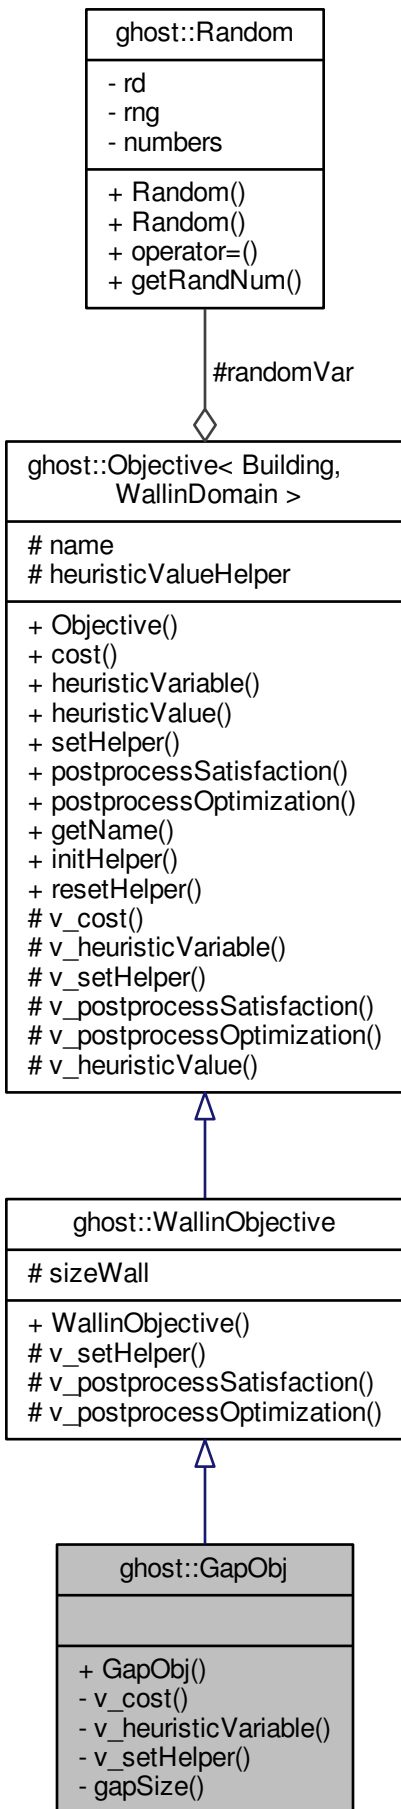 ghost::Random
- rd
- rng
- numbers
+ Random()
+ Random()
+ operator=()
+ getRandNum()
#randomVar
ghost::Objective< Building,
WallinDomain >
# name
# heuristicValueHelper
+ Objective()
+ cost()
+ heuristicVariable()
+ heuristicValue()
+ setHelper()
+ postprocessSatisfaction()
+ postprocessOptimization()
+ getName()
+ initHelper()
+ resetHelper()
# v_cost()
# v_heuristicVariable()
# v_setHelper()
# v_postprocessSatisfaction()
# v_postprocessOptimization()
# v_heuristicValue()
ghost::WallinObjective
# sizeWall
+ WallinObjective()
# v_setHelper()
# v_postprocessSatisfaction()
# v_postprocessOptimization()
ghost::GapObj
+ GapObj()
- v_cost()
- v_heuristicVariable()
- v_setHelper()
- gapSize()